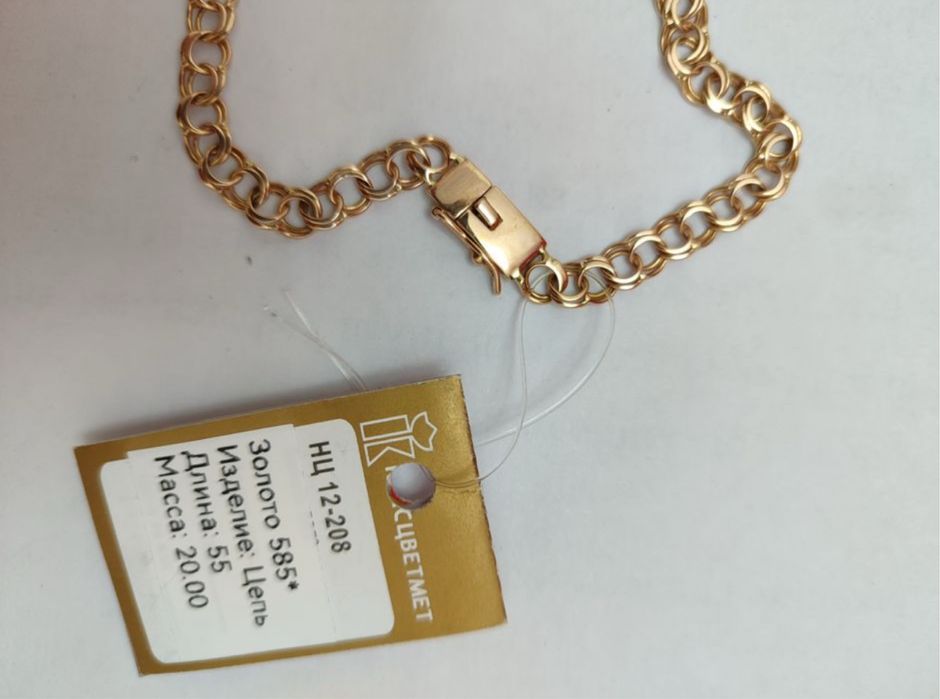 НЦ 12-208
Золото 585*
Изделие: Цепь
Длина: 55
Масса: 20.00